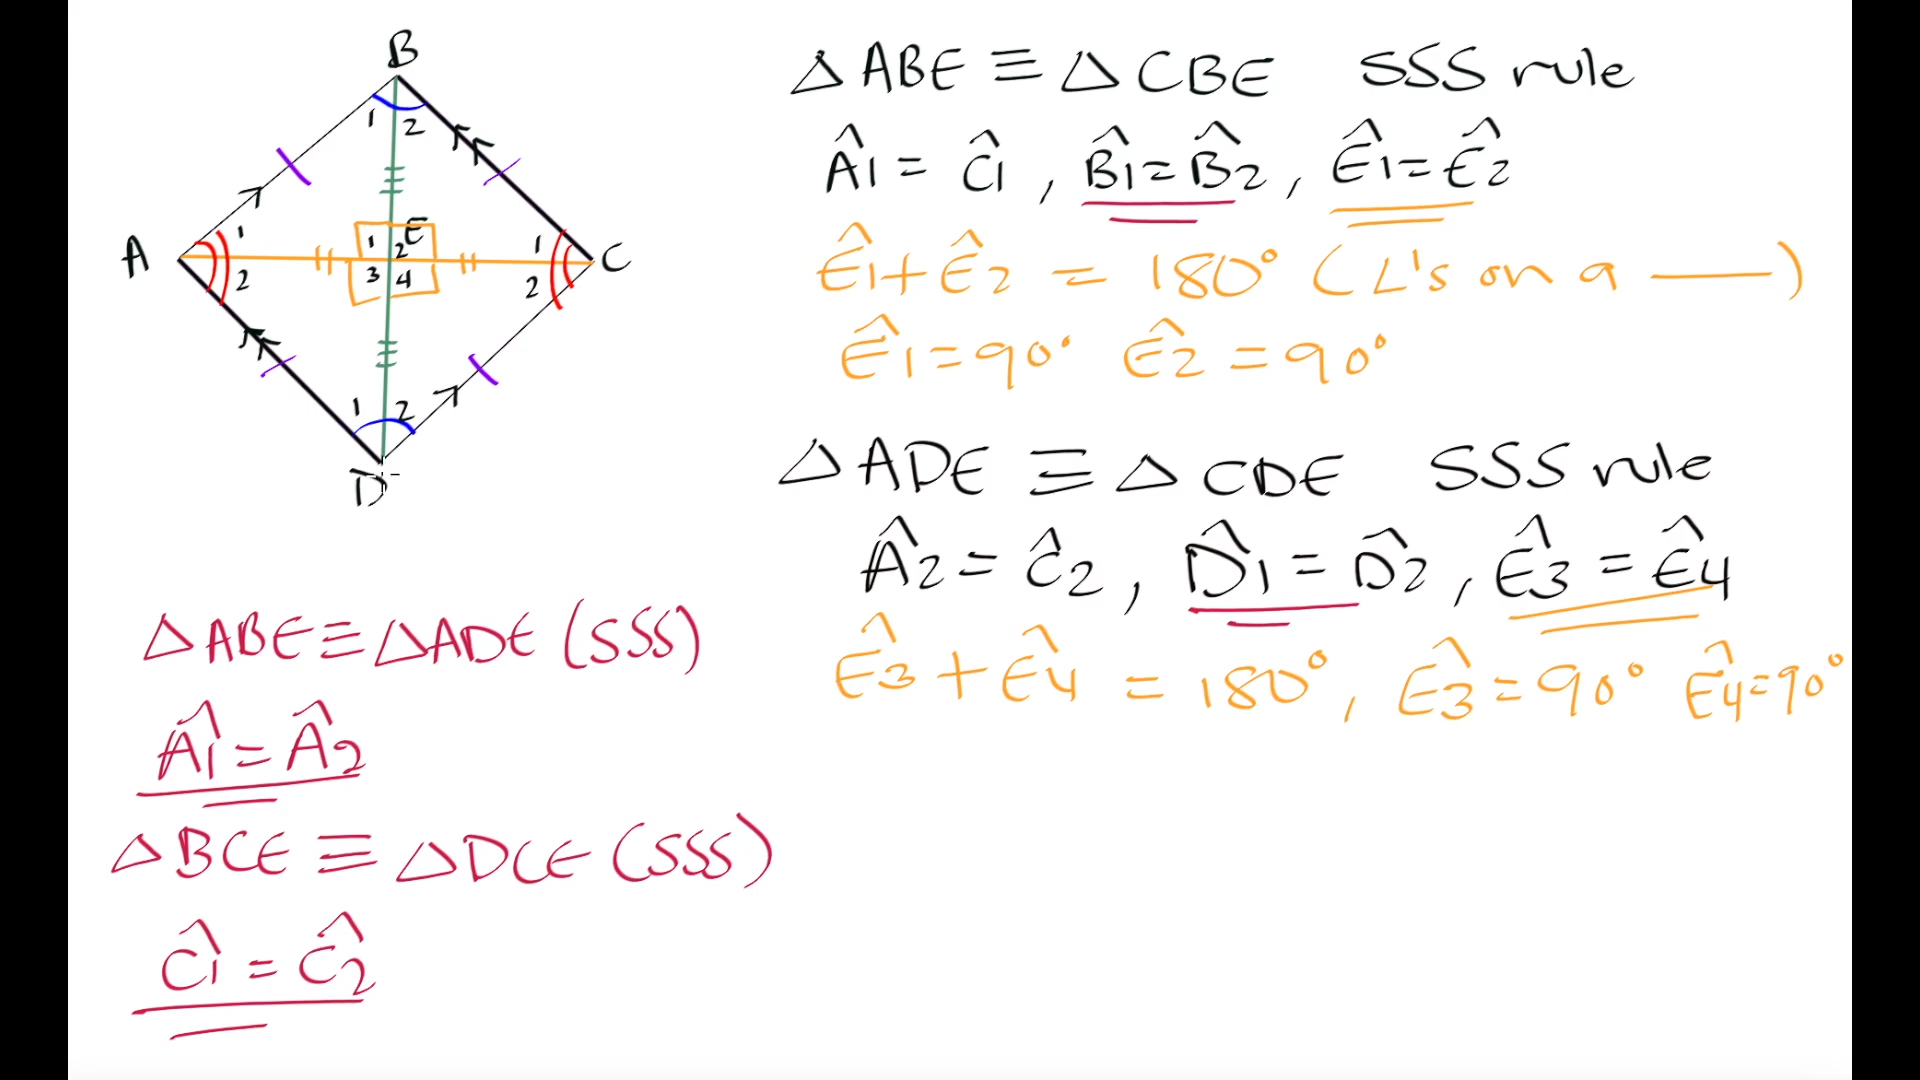 B
1 2
A 1 2
1 2 E 3 4
1 2 C
1 2
D
△ABE ≡ △CBE SSS rule
Â1 = Ĉ1 , B̂1 = B̂2 , Ê1 = Ê2
Ê1 + Ê2 = 180° (L's on a ——)
Ê1 = 90° Ê2 = 90°
△ADE ≡ △CDE SSS rule
Â2 = Ĉ2 , D̂1 = D̂2 , Ê3 = Ê4
Ê3 + Ê4 = 180° , Ê3 = 90° Ê4 = 90°
△ABE ≡ △ADE (SSS)
Â1 = Â2
△BCE ≡ △DCE (SSS)
Ĉ1 = Ĉ2